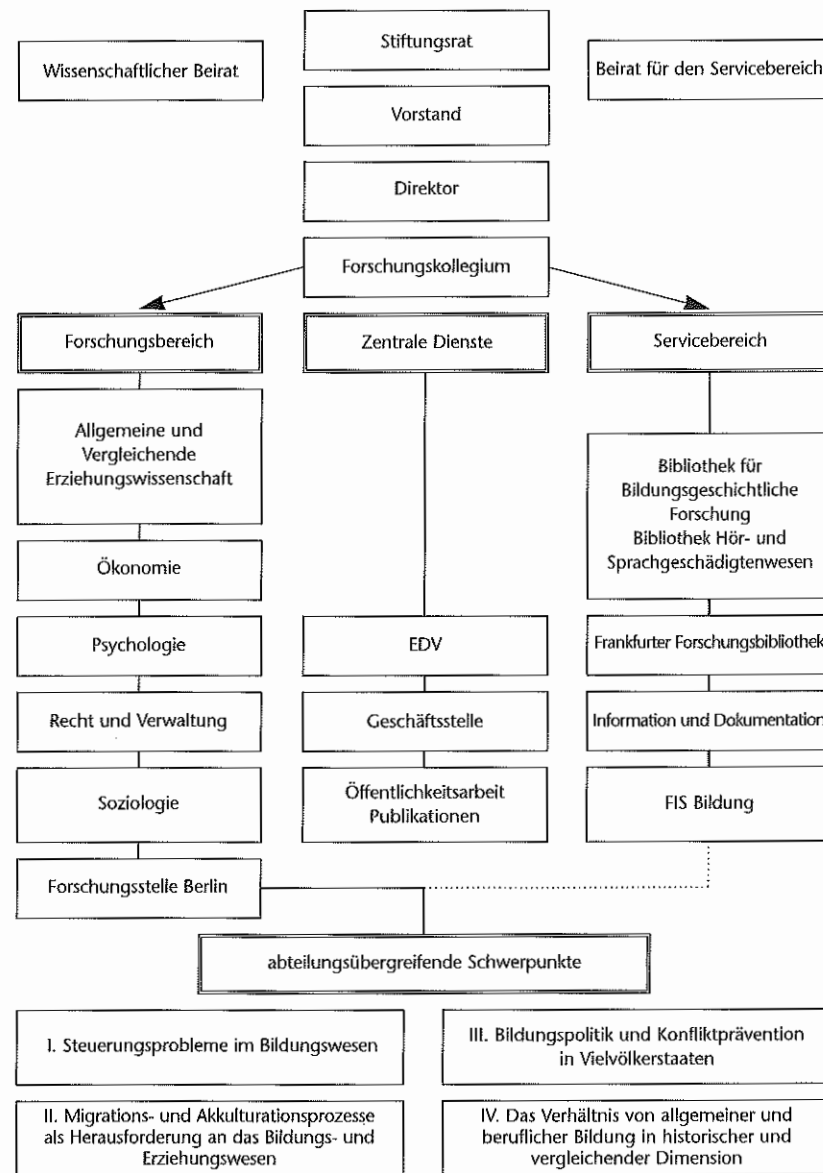 Stiftungsrat
Wissenschaftlicher Beirat
Beirat für den Servicebereich
Vorstand
Direktor
Forschungskollegium
Forschungsbereich
Zentrale Dienste
Servicebereich
Allgemeine und
Vergleichende
Erziehungswissenschaft
Ökonomie
Psychologie
Recht und Verwaltung
Soziologie
Forschungsstelle Berlin
EDV
Geschäftsstelle
Öffentlichkeitsarbeit
Publikationen
Bibliothek für
Bildungsgeschichtliche
Forschung
Bibliothek Hör- und
Sprachgeschädigtenwesen
Frankfurter Forschungsbibliothek
Information und Dokumentation
FIS Bildung
abteilungsübergreifende Schwerpunkte
I. Steuerungsprobleme im Bildungswesen
II. Migrations- und Akkulturationsprozesse
als Herausforderung an das Bildungs- und
Erziehungswesen
III. Bildungspolitik und Konfliktprävention
in Vielvölkerstaaten
IV. Das Verhältnis von allgemeiner und
beruflicher Bildung in historischer und
vergleichender Dimension